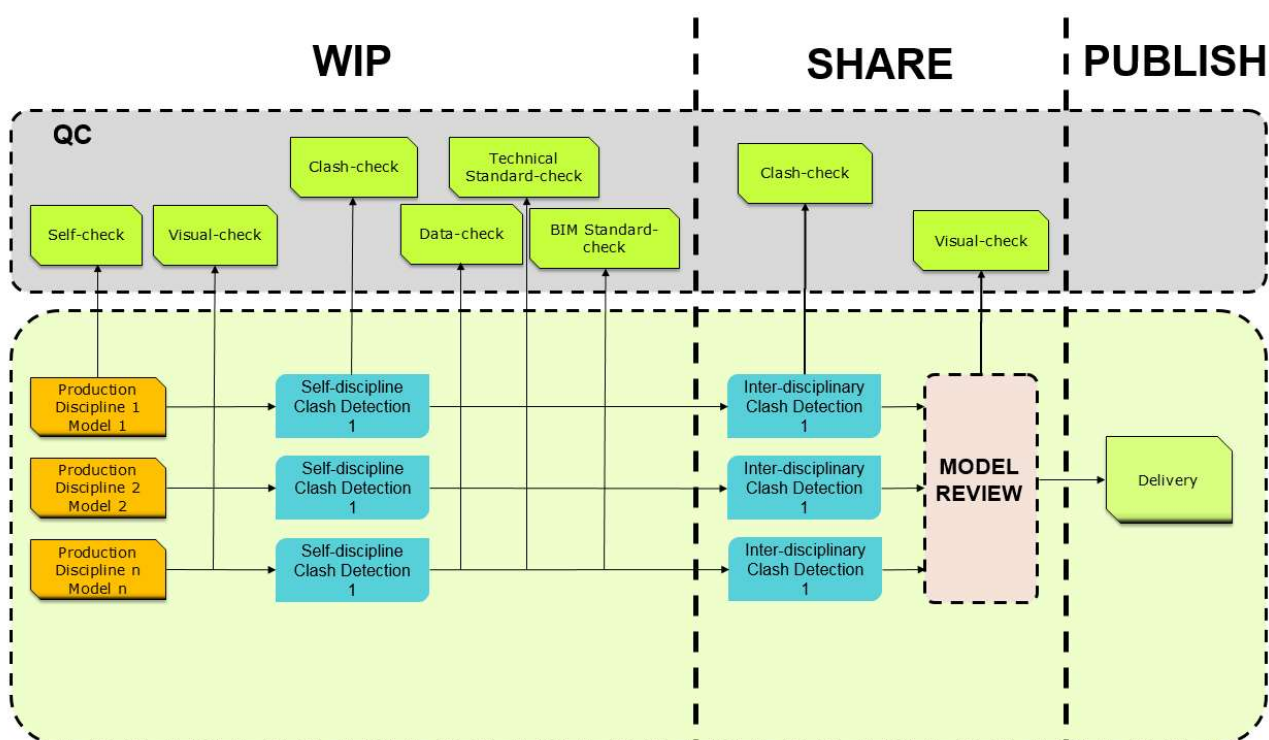 WIP
SHARE
PUBLISH
QC
Clash-check
Technical
Standard-check
Clash-check
Self-check
Visual-check
Data-check
BIM Standard-
check
Visual-check
Production
Discipline 1
Model 1
Self-discipline
Clash Detection
1
Inter-disciplinary
Clash Detection
1
Production
Discipline 2
Model 2
Self-discipline
Clash Detection
1
Inter-disciplinary
Clash Detection
1
MODEL
REVIEW
Delivery
Production
Discipline n
Model n
Self-discipline
Clash Detection
1
Inter-disciplinary
Clash Detection
1